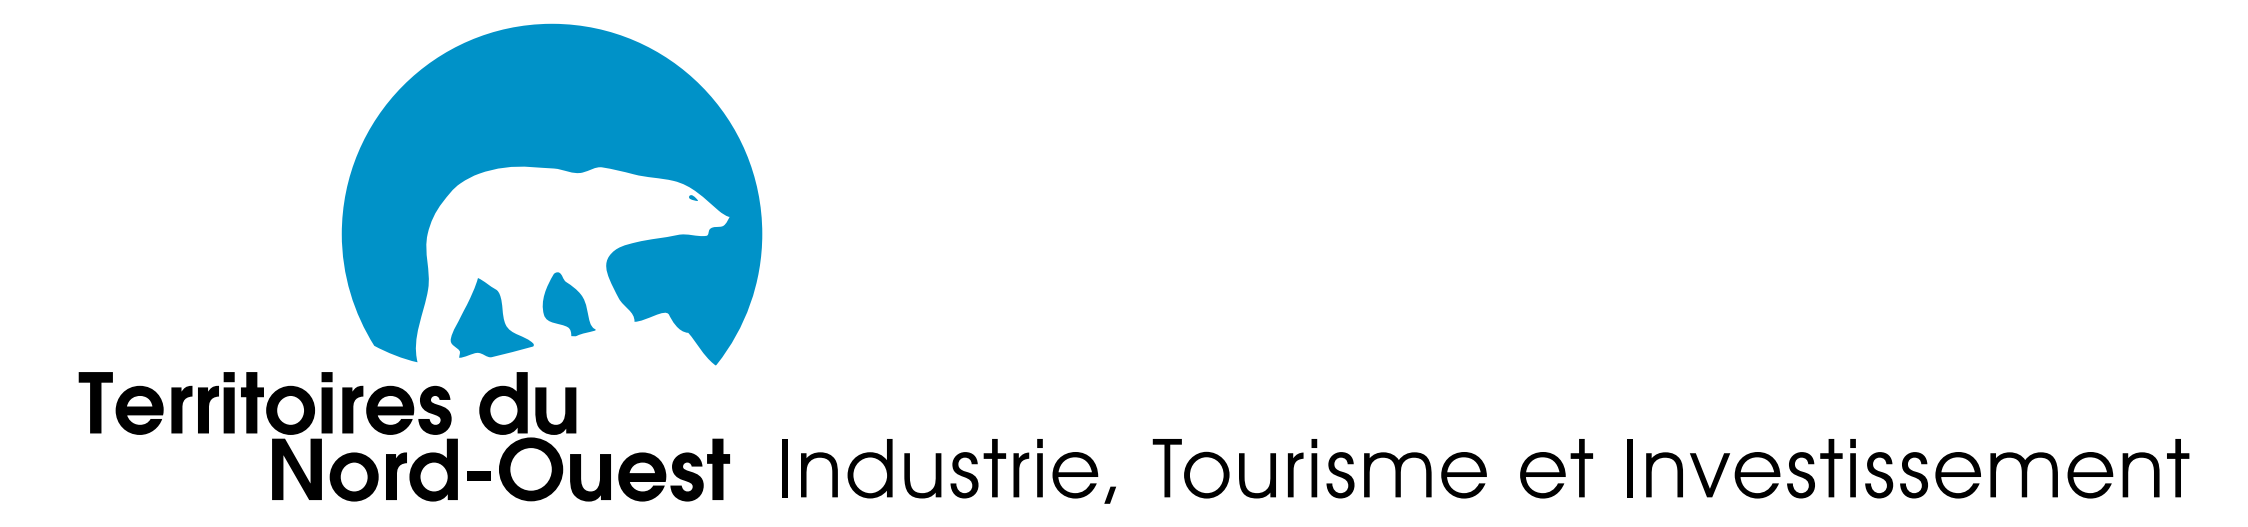 Territoires du
Nord-Ouest Industrie, Tourisme et Investissement